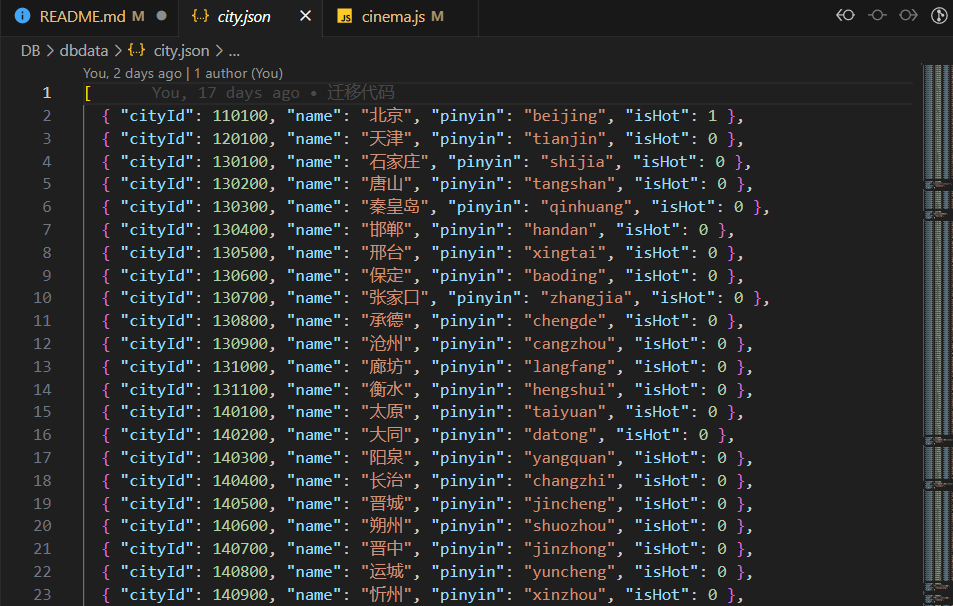 README.md M ●
{..} city.json ×
JS cinema.js M
DB > dbdata > {..} city.json > ...
You, 2 days ago | 1 author (You)
1 [ You, 17 days ago • 迁移代码
2 { "cityId": 110100, "name": "北京", "pinyin": "beijing", "isHot": 1 },
3 { "cityId": 120100, "name": "天津", "pinyin": "tianjin", "isHot": 0 },
4 { "cityId": 130100, "name": "石家庄", "pinyin": "shijia", "isHot": 0 },
5 { "cityId": 130200, "name": "唐山", "pinyin": "tangshan", "isHot": 0 },
6 { "cityId": 130300, "name": "秦皇岛", "pinyin": "qinhuang", "isHot": 0 },
7 { "cityId": 130400, "name": "邯郸", "pinyin": "handan", "isHot": 0 },
8 { "cityId": 130500, "name": "邢台", "pinyin": "xingtai", "isHot": 0 },
9 { "cityId": 130600, "name": "保定", "pinyin": "baoding", "isHot": 0 },
10 { "cityId": 130700, "name": "张家口", "pinyin": "zhangjia", "isHot": 0 },
11 { "cityId": 130800, "name": "承德", "pinyin": "chengde", "isHot": 0 },
12 { "cityId": 130900, "name": "沧州", "pinyin": "cangzhou", "isHot": 0 },
13 { "cityId": 131000, "name": "廊坊", "pinyin": "langfang", "isHot": 0 },
14 { "cityId": 131100, "name": "衡水", "pinyin": "hengshui", "isHot": 0 },
15 { "cityId": 140100, "name": "太原", "pinyin": "taiyuan", "isHot": 0 },
16 { "cityId": 140200, "name": "大同", "pinyin": "datong", "isHot": 0 },
17 { "cityId": 140300, "name": "阳泉", "pinyin": "yangquan", "isHot": 0 },
18 { "cityId": 140400, "name": "长治", "pinyin": "changzhi", "isHot": 0 },
19 { "cityId": 140500, "name": "晋城", "pinyin": "jincheng", "isHot": 0 },
20 { "cityId": 140600, "name": "朔州", "pinyin": "shuozhou", "isHot": 0 },
21 { "cityId": 140700, "name": "晋中", "pinyin": "jinzhong", "isHot": 0 },
22 { "cityId": 140800, "name": "运城", "pinyin": "yuncheng", "isHot": 0 },
23 { "cityId": 140900, "name": "忻州", "pinyin": "xinzhou", "isHot": 0 },